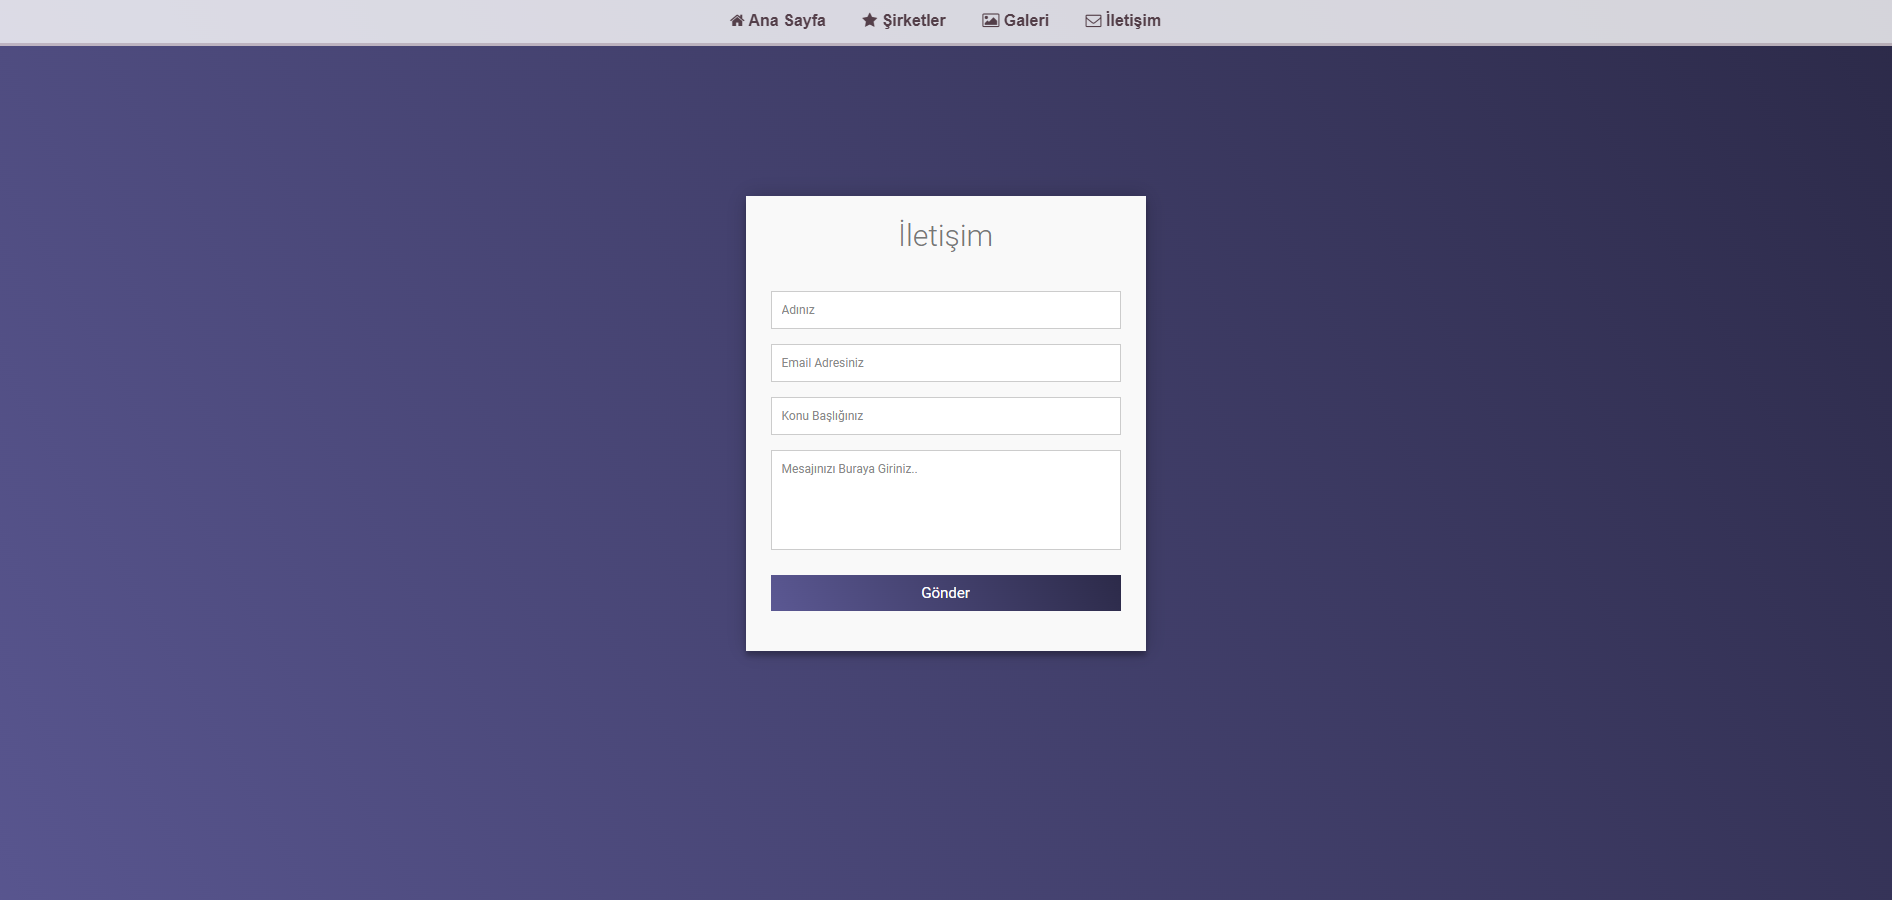 Ana Sayfa Şirketler Galeri İletişim
İletişim
Adınız
Email Adresiniz
Konu Başlığınız
Mesajınızı Buraya Giriniz..
Gönder